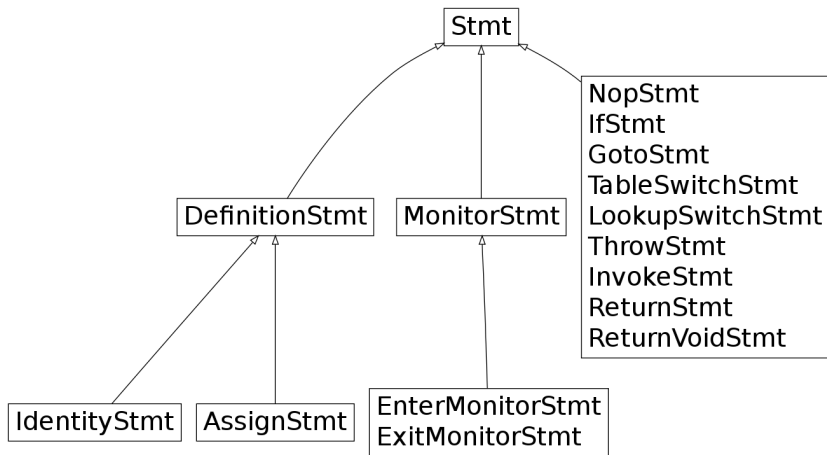 Stmt
NopStmt
IfStmt
GotoStmt
TableSwitchStmt
LookupSwitchStmt
ThrowStmt
InvokeStmt
ReturnStmt
ReturnVoidStmt
DefinitionStmt
MonitorStmt
IdentityStmt
AssignStmt
EnterMonitorStmt
ExitMonitorStmt